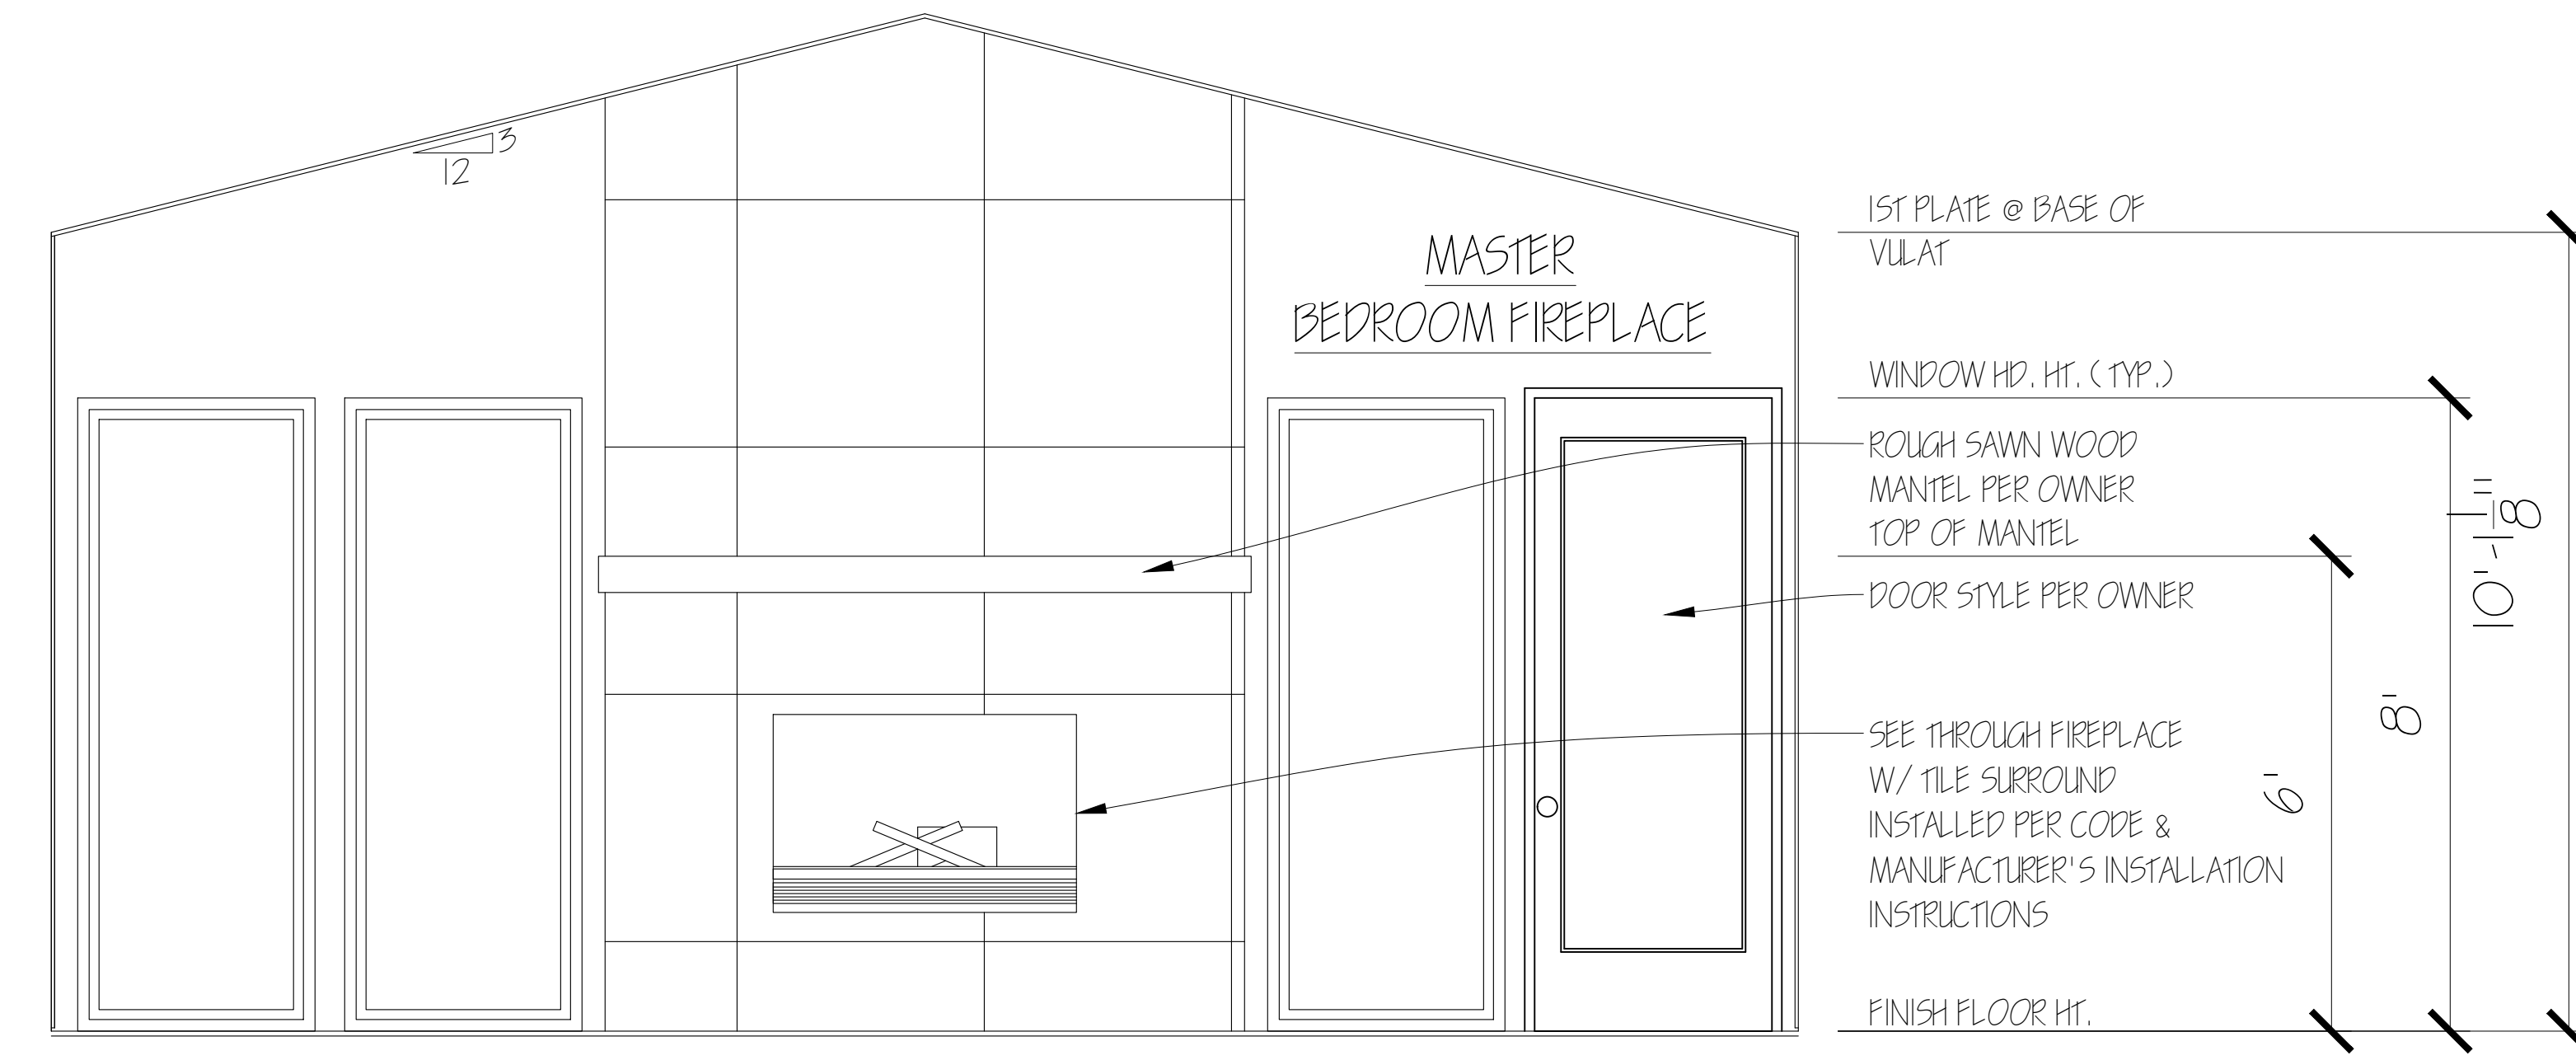 3
12
MASTER
BEDROOM FIREPLACE
1ST PLATE @ BASE OF
VULAT
WINDOW HD. HT. (TYP.)
ROUGH SAWN WOOD
MANTEL PER OWNER
TOP OF MANTEL
DOOR STYLE PER OWNER
SEE THROUGH FIREPLACE
W/ TILE SURROUND
INSTALLED PER CODE &
MANUFACTURER'S INSTALLATION
INSTRUCTIONS
FINISH FLOOR HT.
6'
8'
10'-1 1/8"